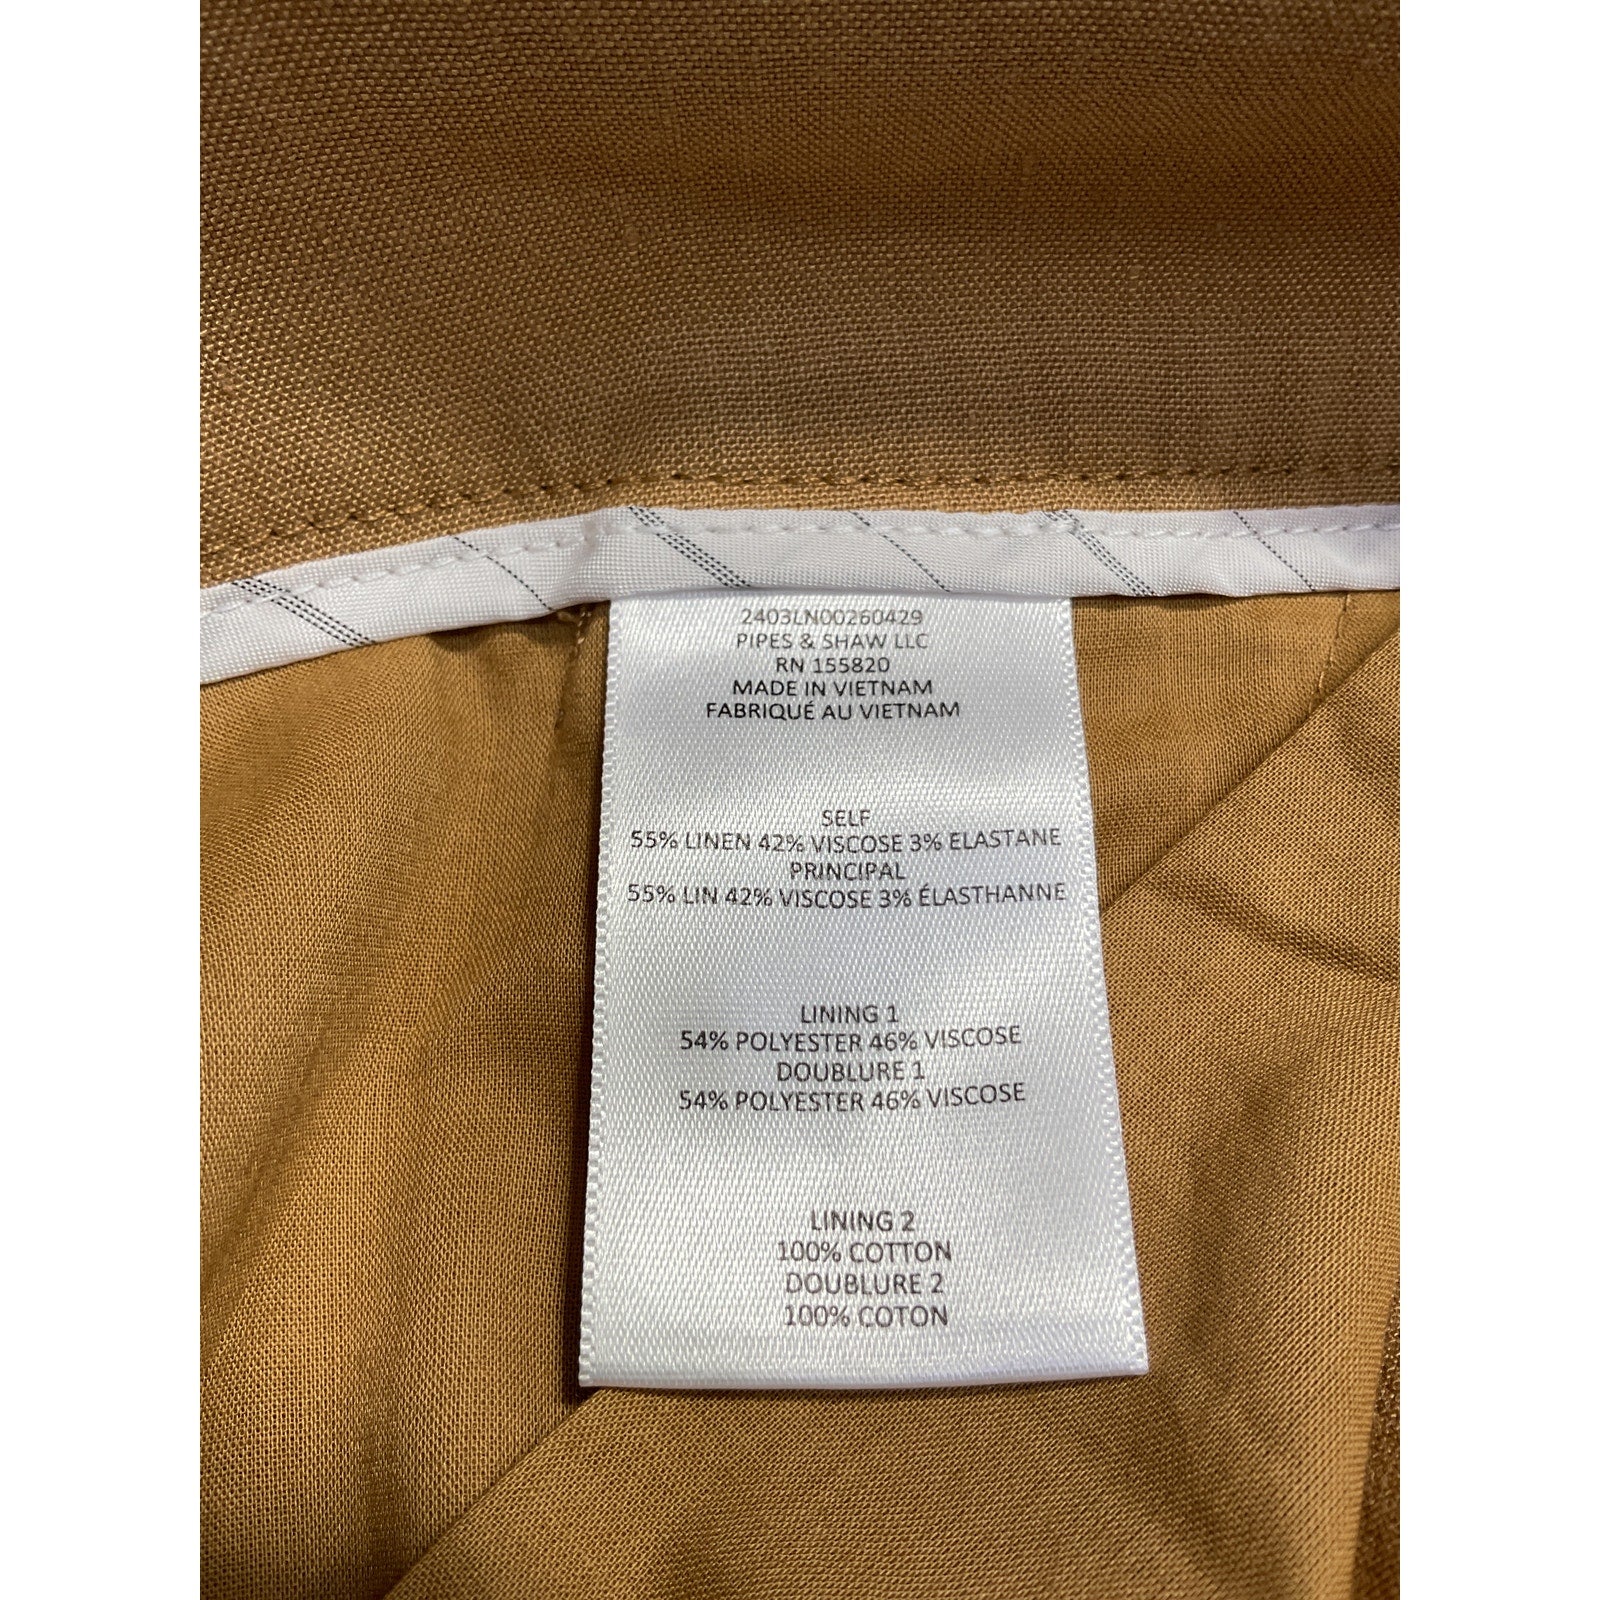 2403LN00260429
PIPES & SHAW LLC
RN 155820
MADE IN VIETNAM
FABRIQUÉ AU VIETNAM
SELF
55% LINEN 42% VISCOSE 3% ELASTANE
PRINCIPAL
55% LIN 42% VISCOSE 3% ÉLASTHANNE
LINING 1
54% POLYESTER 46% VISCOSE
DOUBLURE 1
54% POLYESTER 46% VISCOSE
LINING 2
100% COTTON
DOUBLURE 2
100% COTON